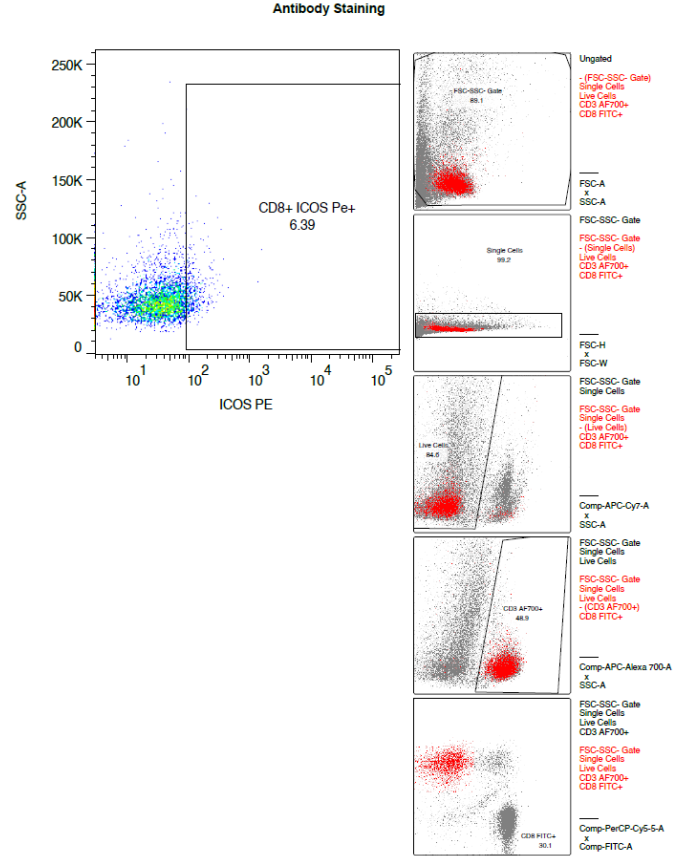 Antibody Staining
250K
200K
150K
100K
50K
0
SSC-A
CD8+ ICOS Pe+
6.39
10^1
10^2
10^3
10^4
10^5
ICOS PE
FSC-SSC- Gate
89.1
Ungated
- (FSC-SSC- Gate)
Single Cells
Live Cells
CD3 AF700+
CD8 FITC+
FSC-A
x
SSC-A
Single Cells
99.2
FSC-SSC- Gate
FSC-SSC- Gate
- (Single Cells)
Live Cells
CD3 AF700+
CD8 FITC+
FSC-H
x
FSC-W
Live Cells
84.6
FSC-SSC- Gate
Single Cells
FSC-SSC- Gate
Single Cells
- (Live Cells)
CD3 AF700+
CD8 FITC+
Comp-APC-Cy7-A
x
SSC-A
CD3 AF700+
48.9
FSC-SSC- Gate
Single Cells
Live Cells
FSC-SSC- Gate
Single Cells
Live Cells
- (CD3 AF700+)
CD8 FITC+
Comp-APC-Alexa 700-A
x
SSC-A
CD8 FITC+
30.1
FSC-SSC- Gate
Single Cells
Live Cells
CD3 AF700+
FSC-SSC- Gate
Single Cells
Live Cells
CD3 AF700+
CD8 FITC+
Comp-PerCP-Cy5-5-A
x
Comp-FITC-A